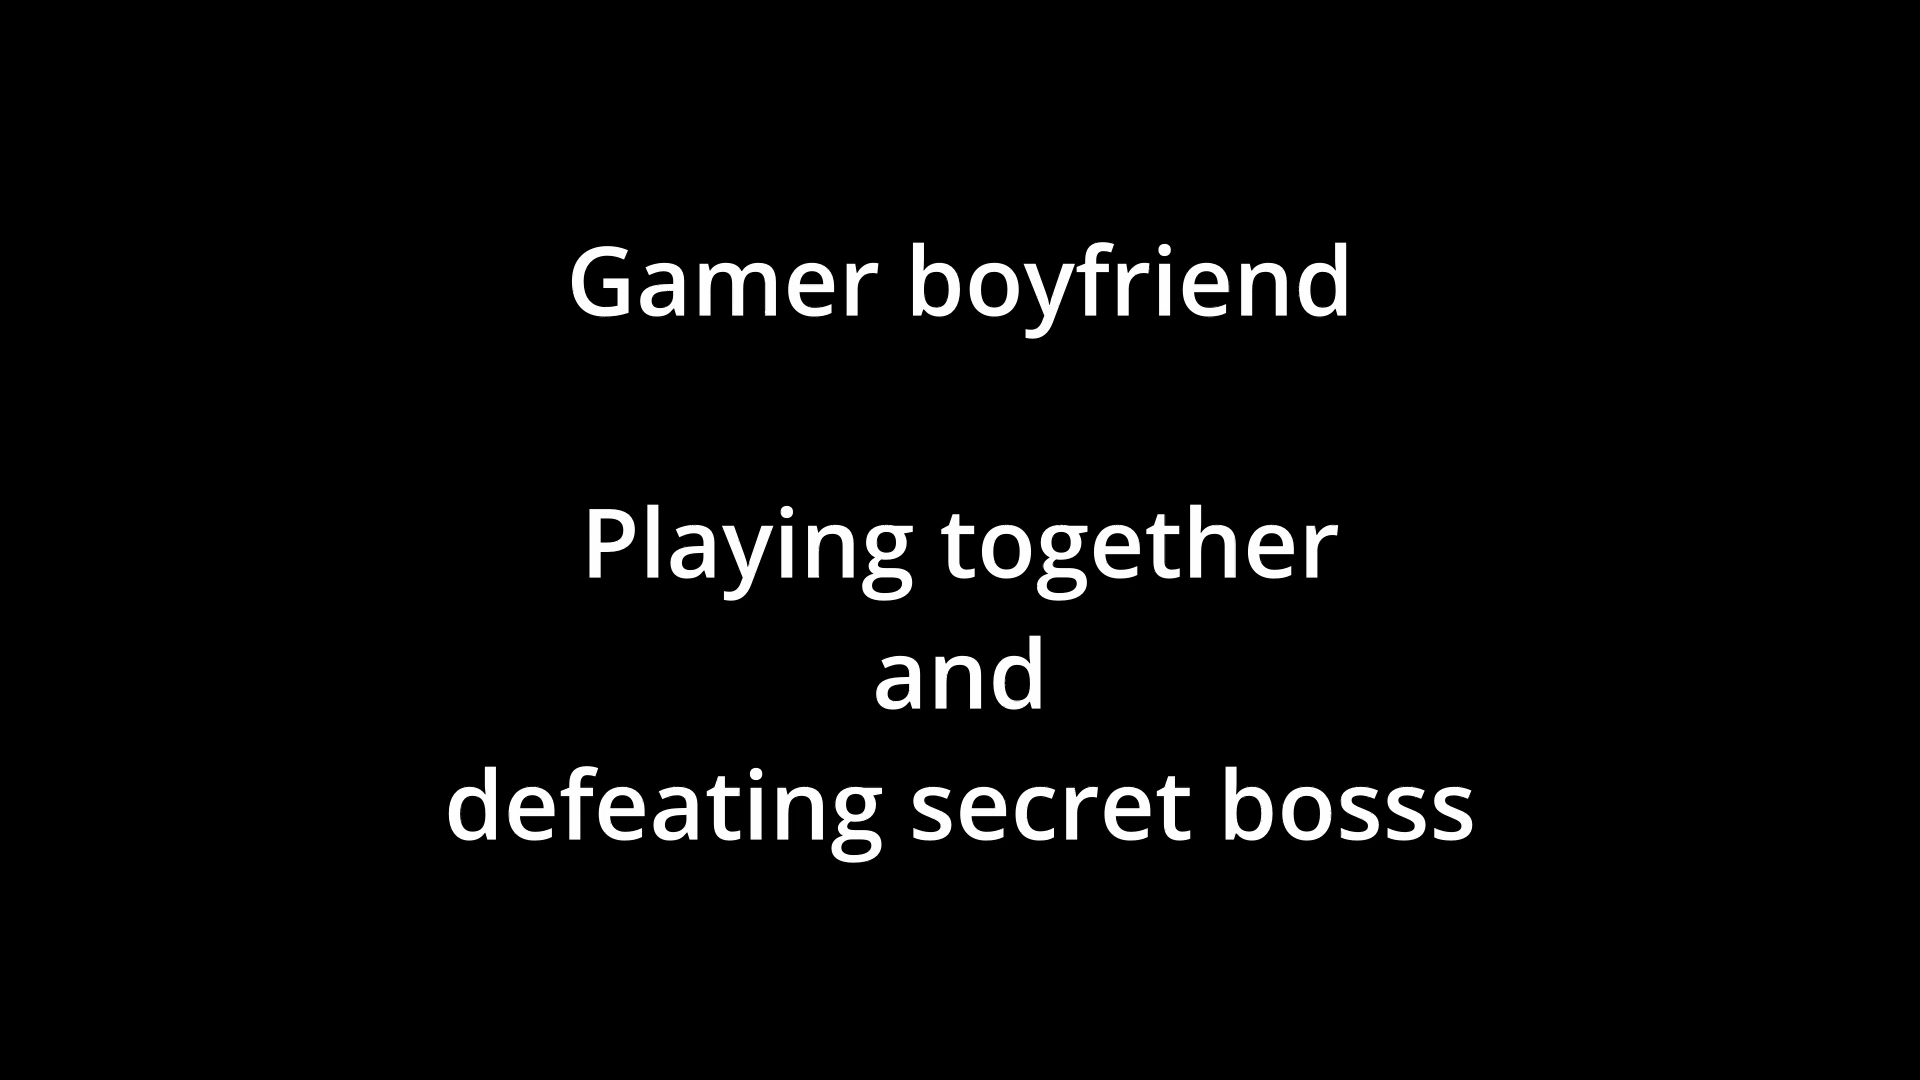 Gamer boyfriend
Playing together
and
defeating secret bosss